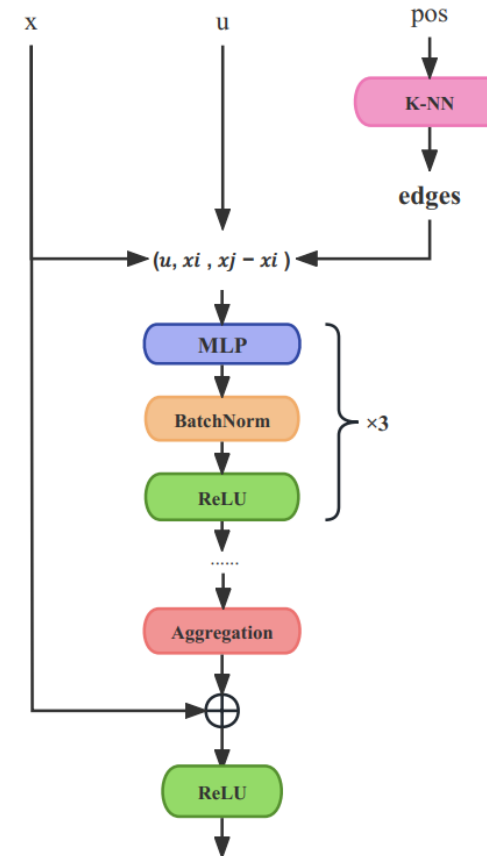 x u pos
K-NN
edges
(u, xi , xj − xi )
MLP
BatchNorm
×3
ReLU
......
Aggregation
ReLU